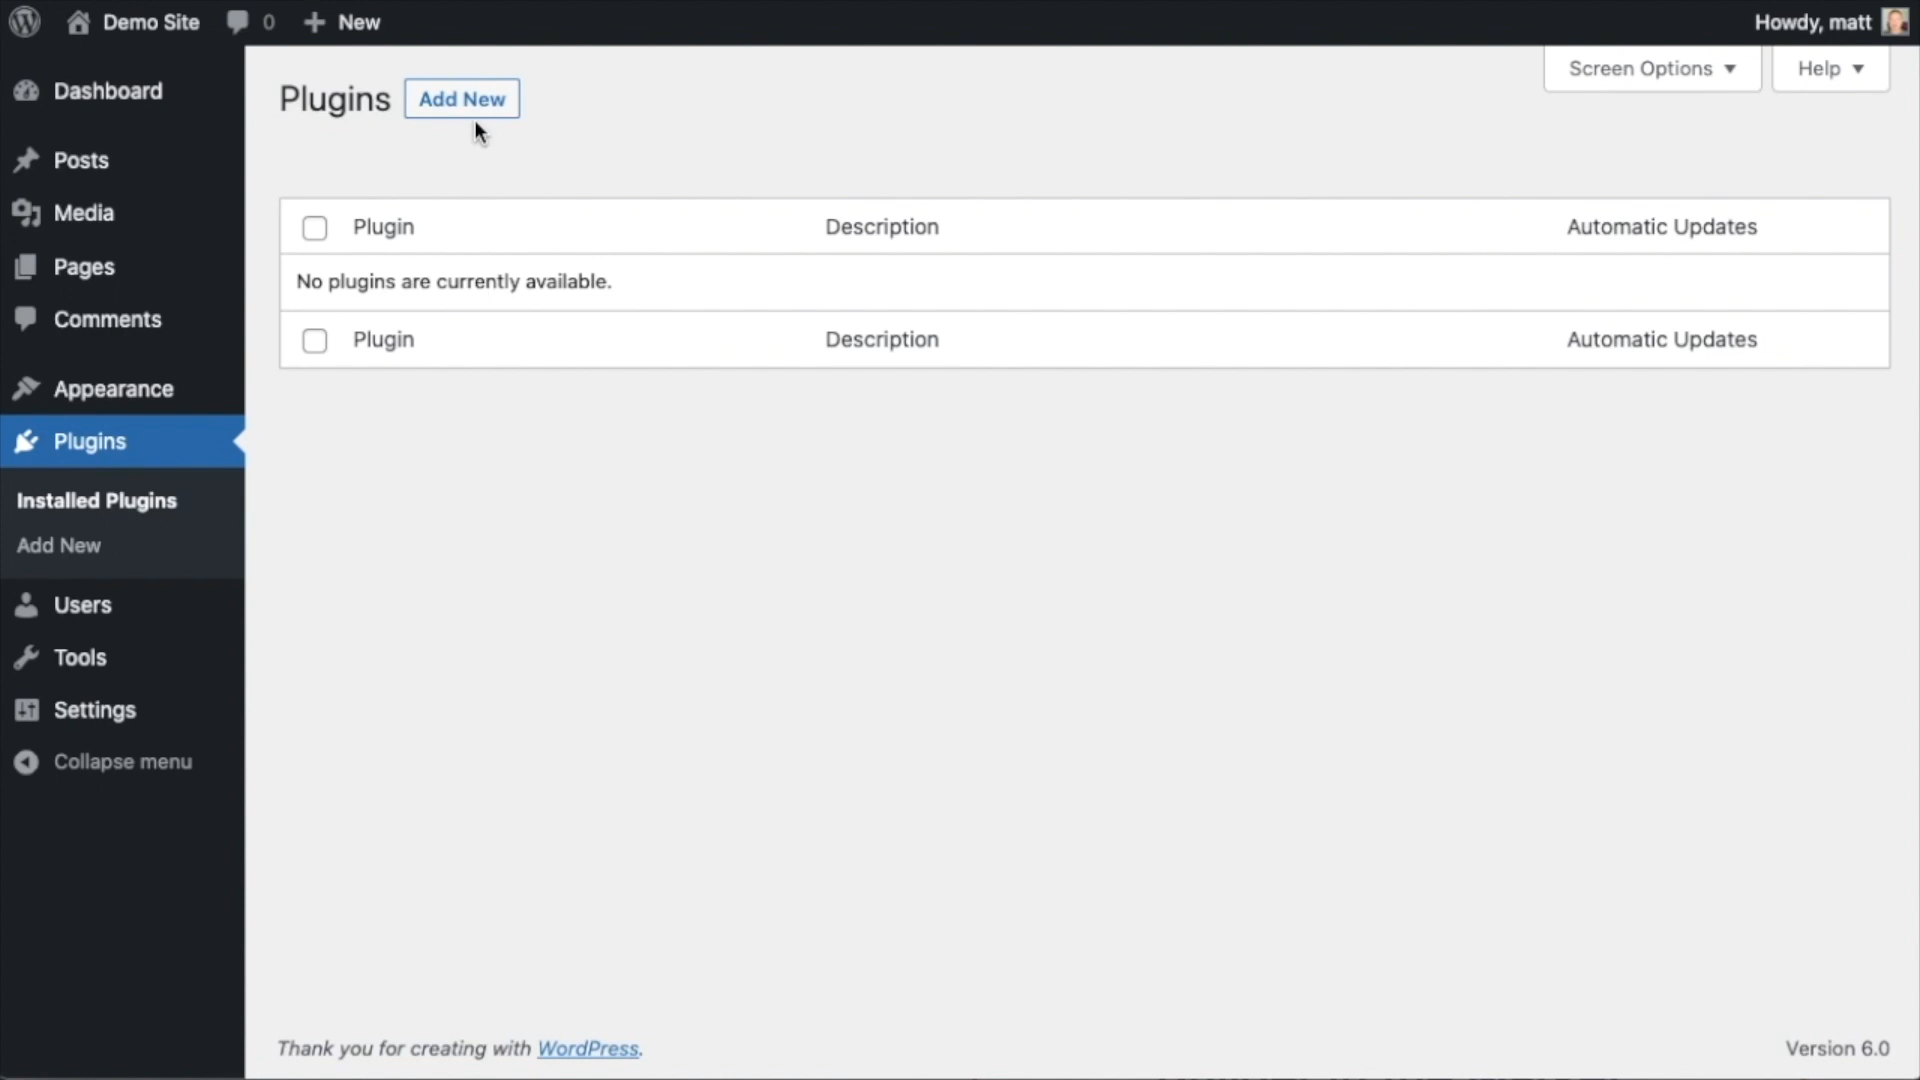 Demo Site
0
New
Howdy, matt
Screen Options
Help
Dashboard
Posts
Media
Pages
Comments
Appearance
Plugins
Installed Plugins
Add New
Users
Tools
Settings
Collapse menu
Plugins
Add New
Plugin Description Automatic Updates
No plugins are currently available.
Plugin Description Automatic Updates
Thank you for creating with WordPress.
Version 6.0